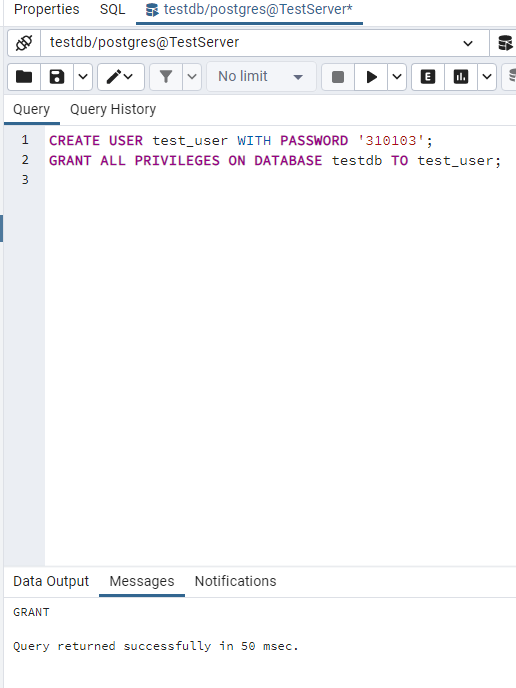 Properties SQL testdb/postgres@TestServer*
testdb/postgres@TestServer
No limit E
Query Query History
1 CREATE USER test_user WITH PASSWORD '310103';
2 GRANT ALL PRIVILEGES ON DATABASE testdb TO test_user;
3
Data Output Messages Notifications
GRANT
Query returned successfully in 50 msec.